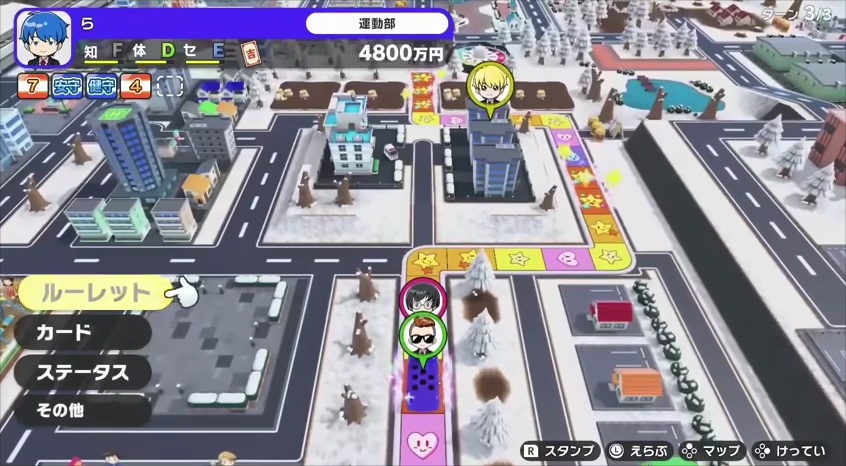 ら
運動部
ターン 3/3
知 F 体 D セ E 吉
4800万円
7 安守 健守 4
ルーレット
カード
ステータス
その他
R スタンプ L えらぶ マップ けってい